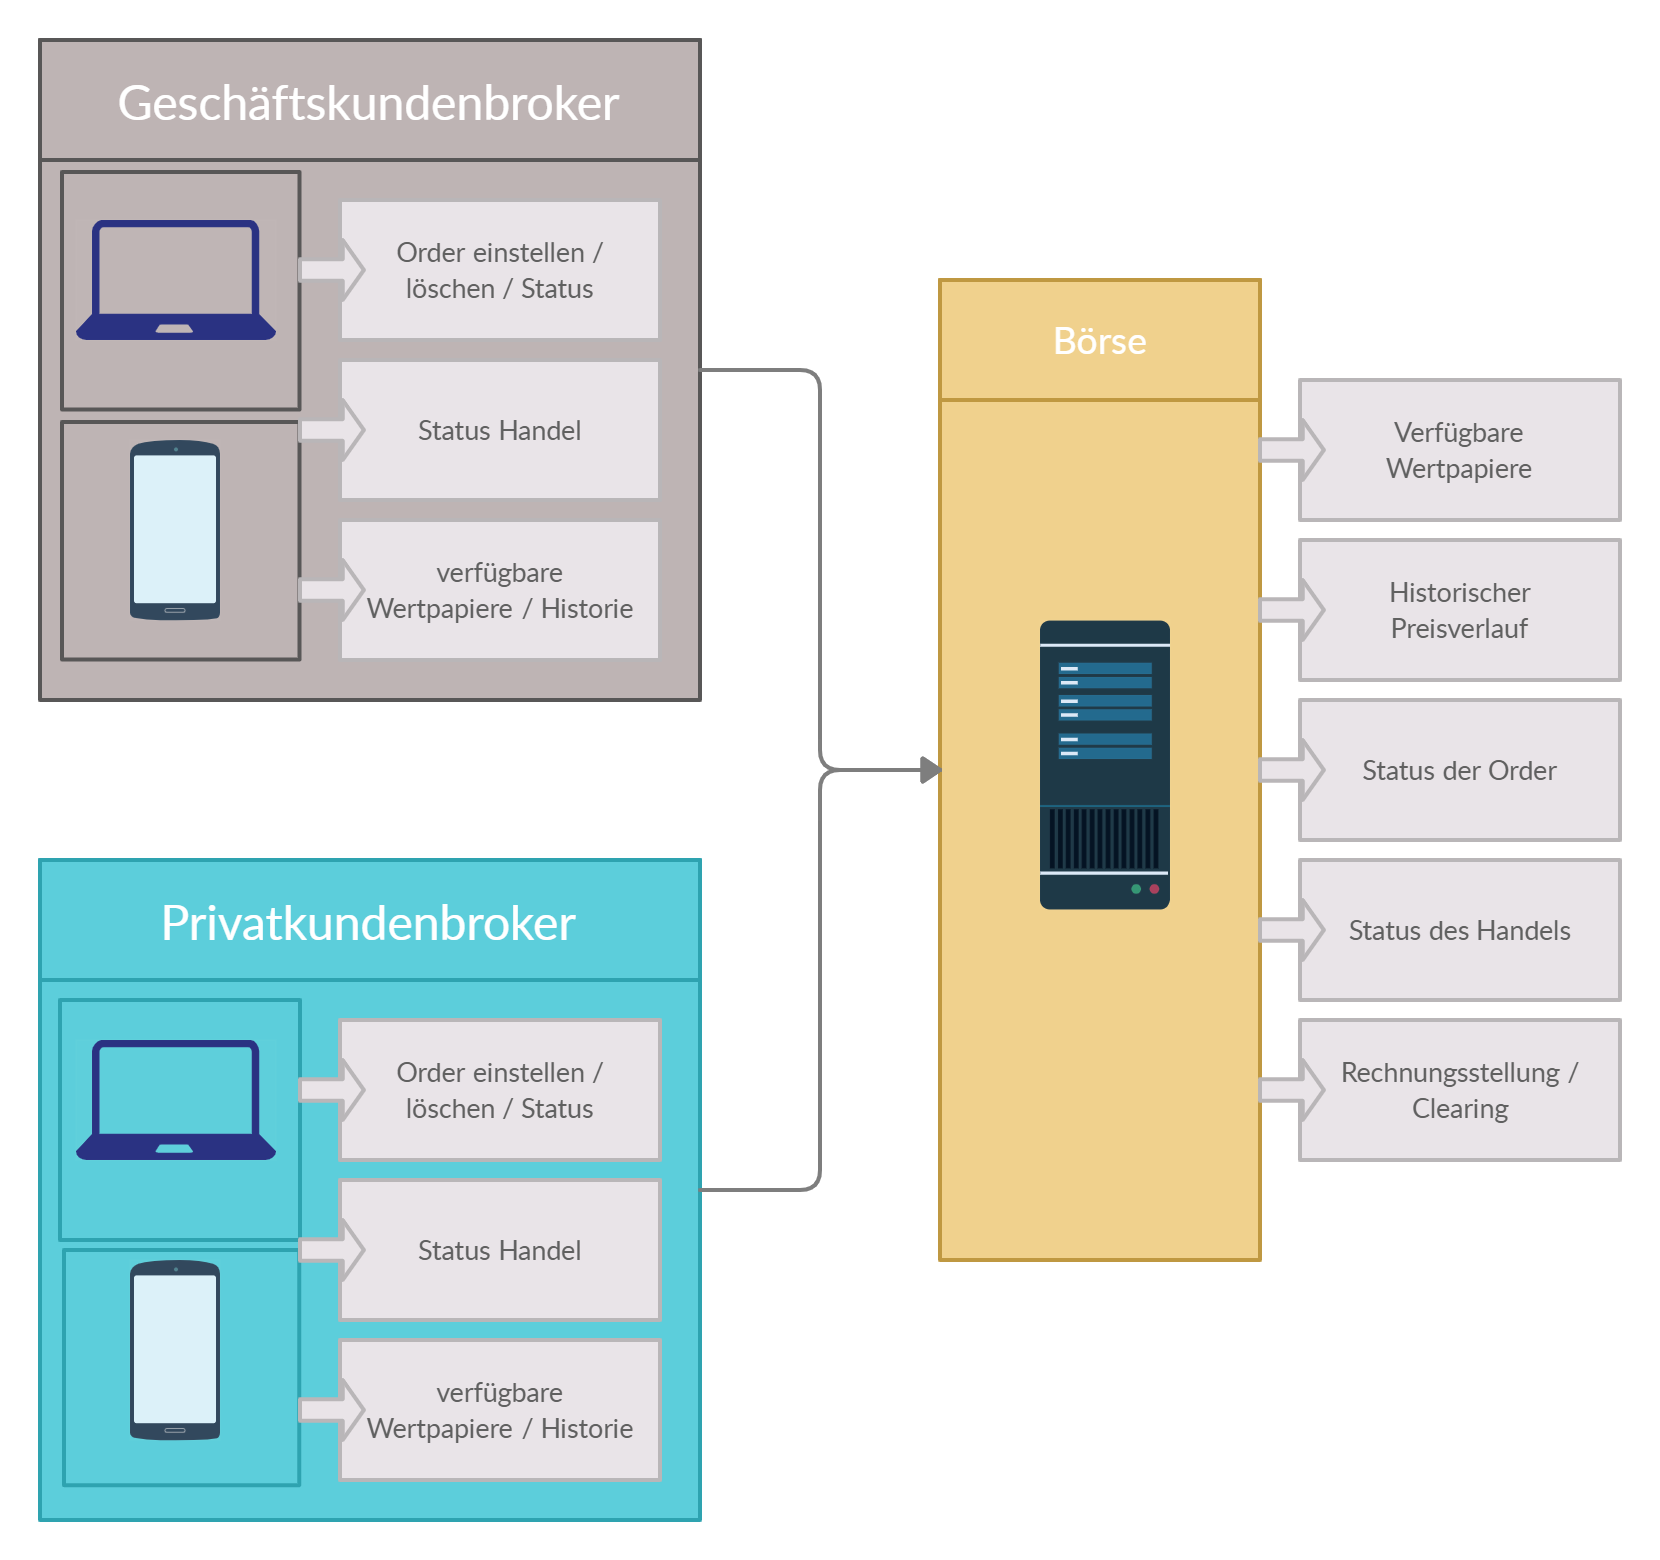 Geschäftskundenbroker
Order einstellen /
löschen / Status
Status Handel
verfügbare
Wertpapiere / Historie
Privatkundenbroker
Order einstellen /
löschen / Status
Status Handel
verfügbare
Wertpapiere / Historie
Börse
Verfügbare
Wertpapiere
Historischer
Preisverlauf
Status der Order
Status des Handels
Rechnungsstellung /
Clearing